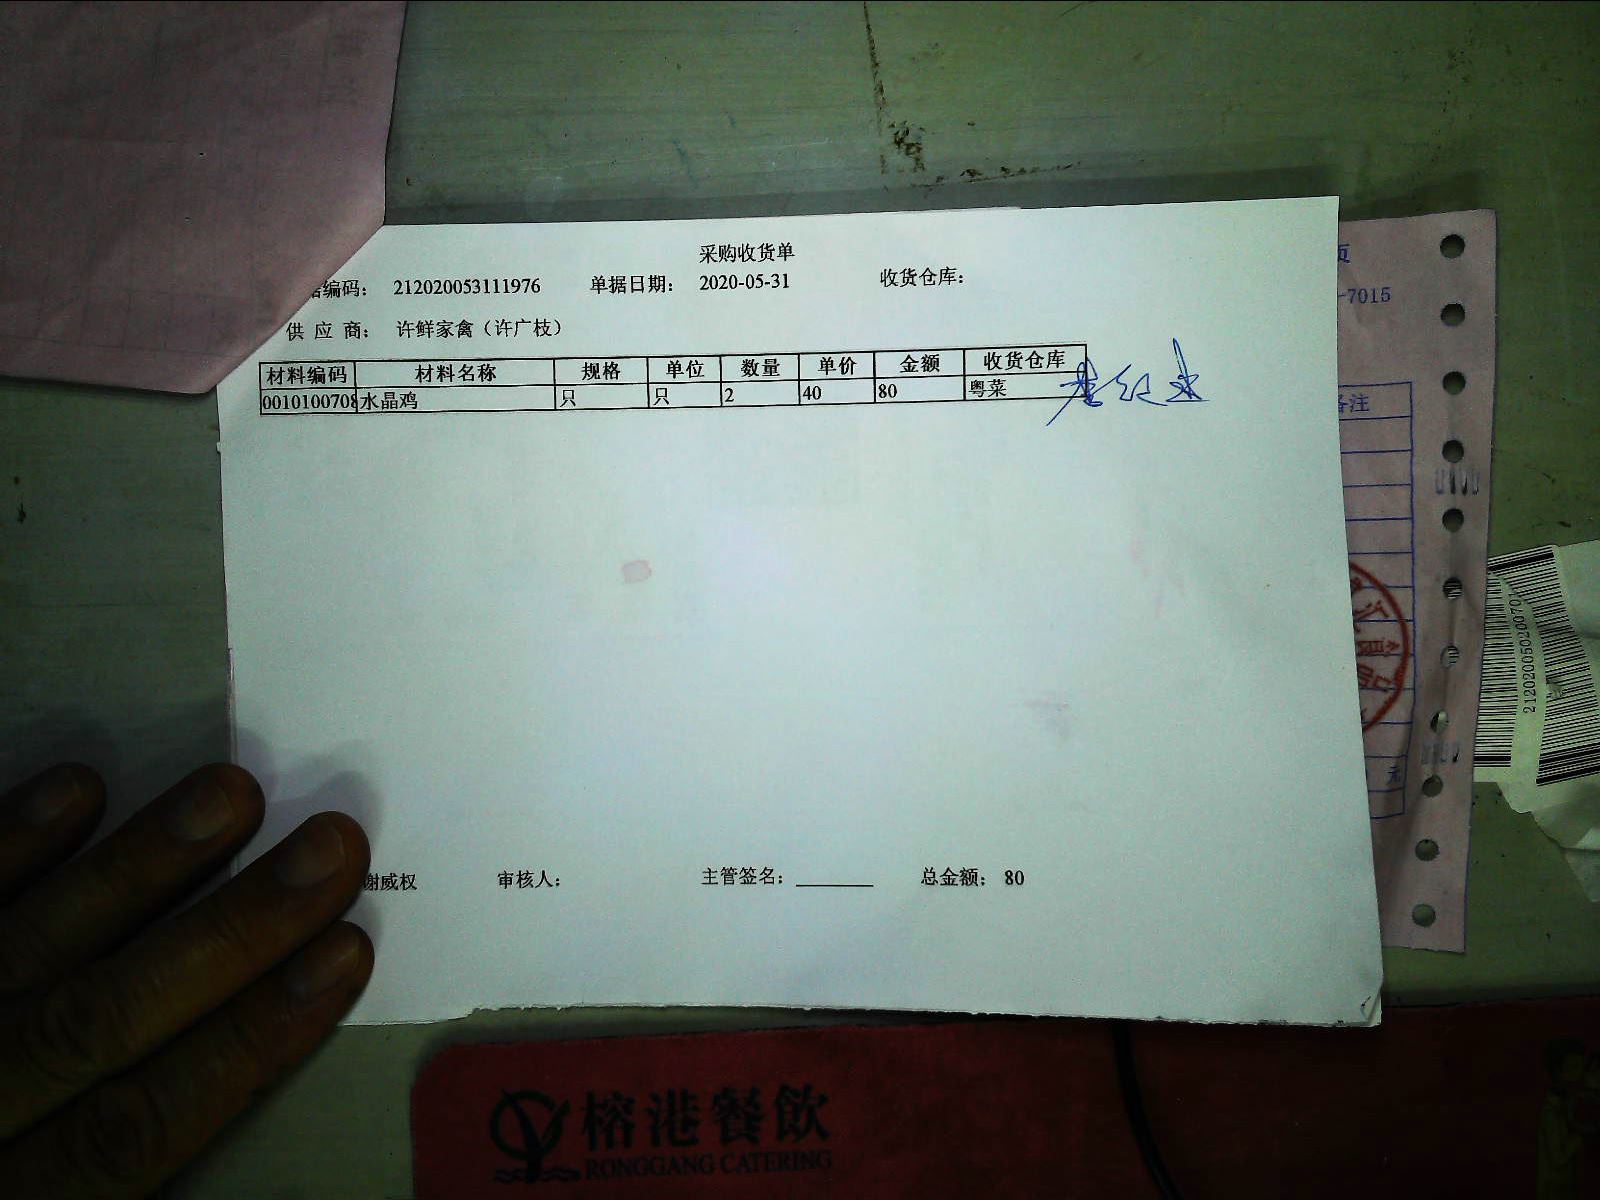 采购收货单
据编码： 212020053111976 单据日期： 2020-05-31 收货仓库：
供 应 商： 许鲜家禽（许广枝）
材料编码 材料名称 规格 单位 数量 单价 金额 收货仓库
0010100708 水晶鸡 只 只 2 40 80 粤菜
谢威权 审核人： 主管签名： 总金额： 80
页
-7015
备注
元
21202005020070
榕港餐飲
RONGGANG CATERING